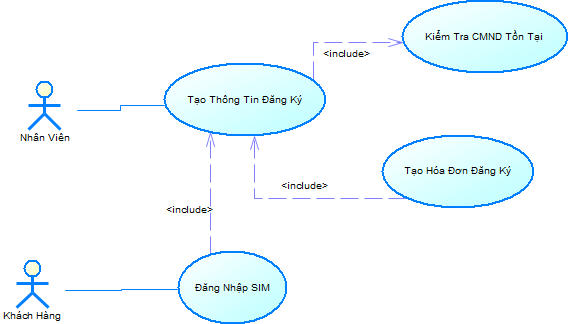 Kiểm Tra CMND Tồn Tại
<include>
Tạo Thông Tin Đăng Ký
Nhân Viên
Tạo Hóa Đơn Đăng Ký
<include>
<include>
Đăng Nhập SIM
Khách Hàng